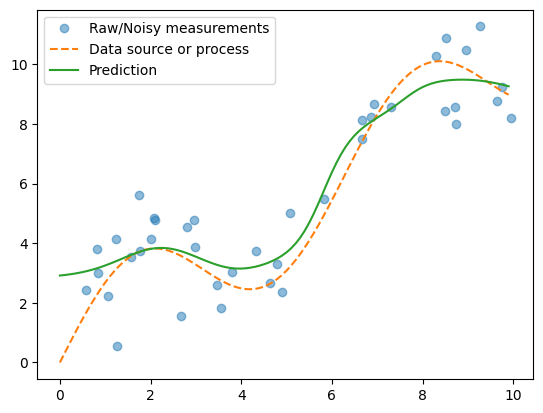 Raw/Noisy measurements
Data source or process
Prediction
10
8
6
4
2
0
0 2 4 6 8 10